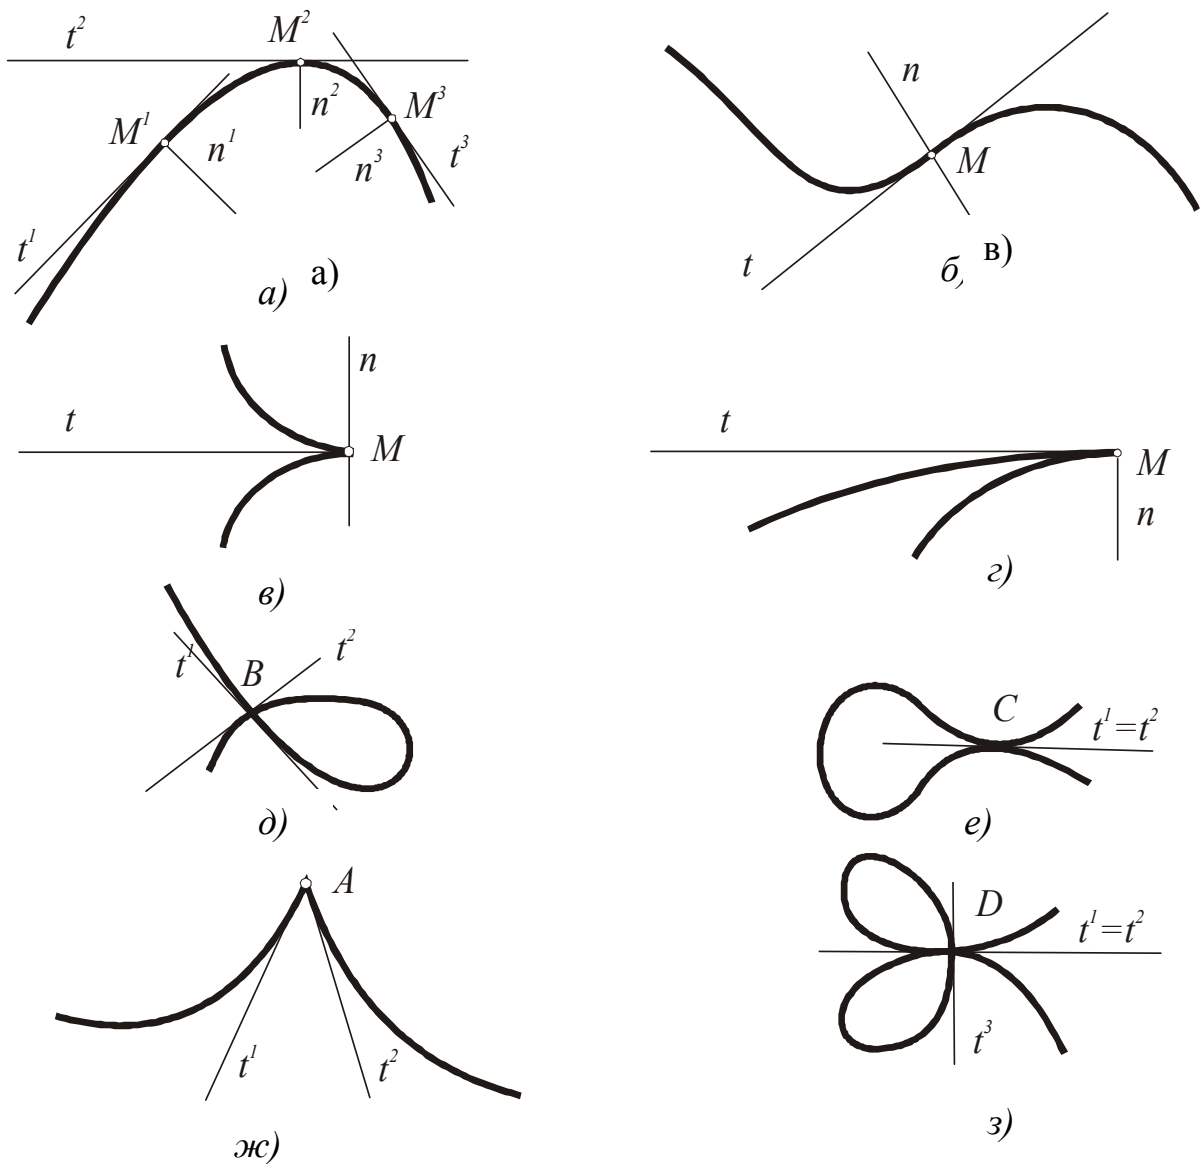 t² M²
n² M³
M¹ n¹ n³ t³
t¹
а) а)
n
M
t
б) в)
n
t M
в)
t
M
n
г)
t¹ B t²
д)
C
t¹=t²
е)
A
t¹ t²
ж)
D
t¹=t²
t³
з)